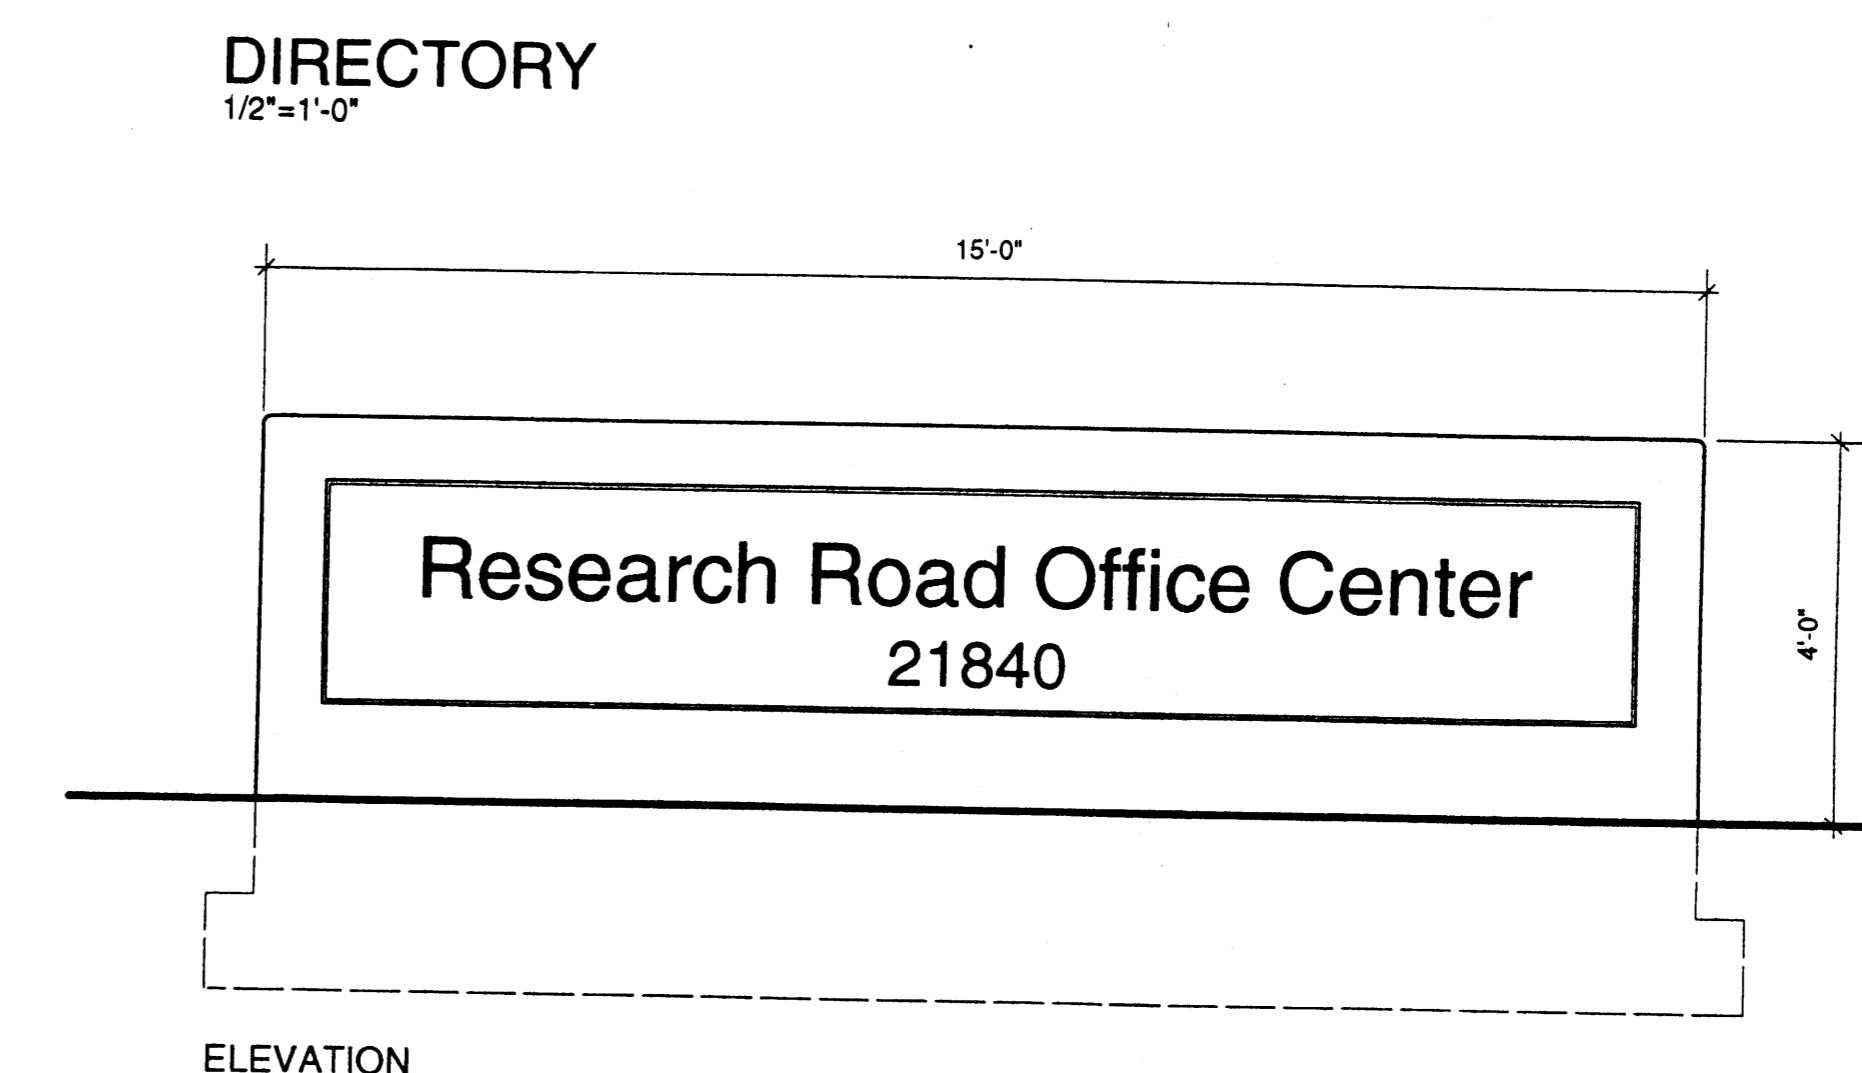 DIRECTORY
1/2"=1'-0"
15'-0"
Research Road Office Center
21840
4'-0"
ELEVATION